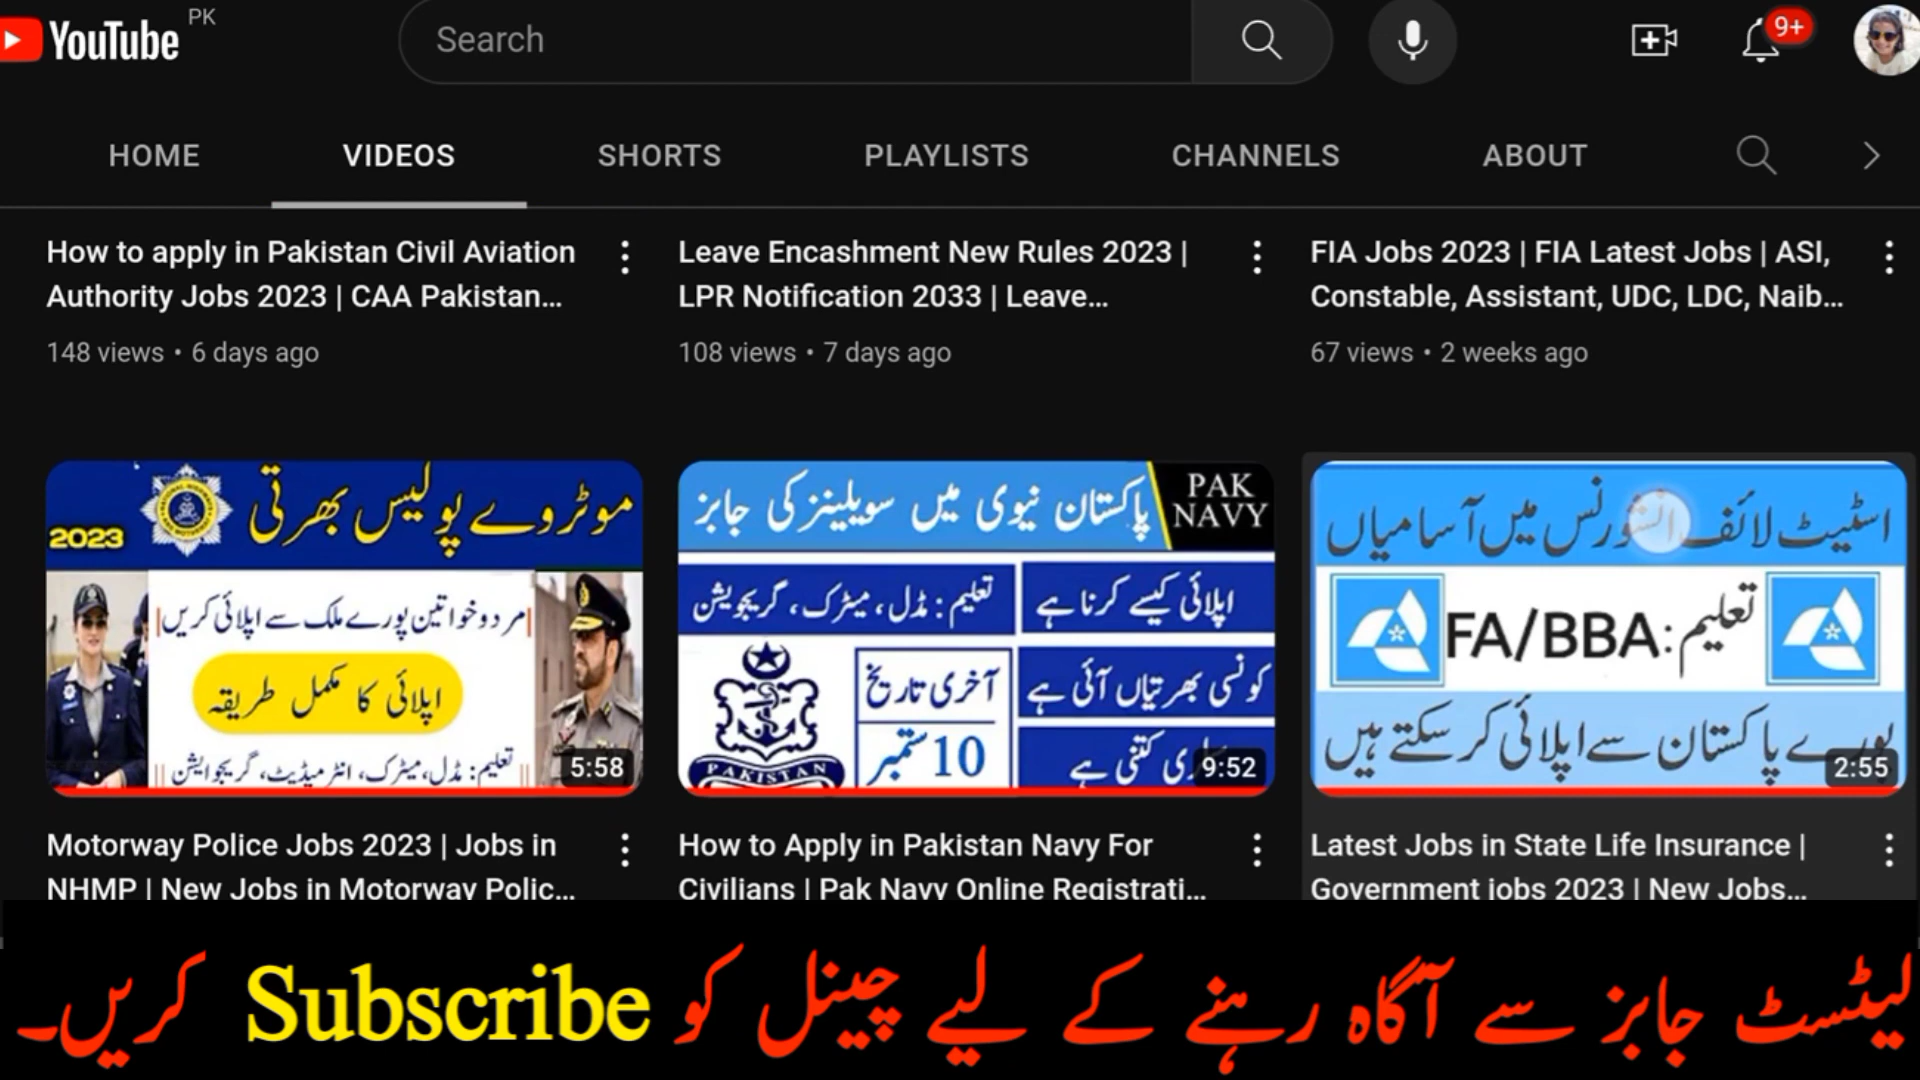 YouTube PK
Search
9+
HOME VIDEOS SHORTS PLAYLISTS CHANNELS ABOUT
How to apply in Pakistan Civil Aviation
Authority Jobs 2023 | CAA Pakistan...
148 views • 6 days ago
Leave Encashment New Rules 2023 |
LPR Notification 2033 | Leave...
108 views • 7 days ago
FIA Jobs 2023 | FIA Latest Jobs | ASI,
Constable, Assistant, UDC, LDC, Naib...
67 views • 2 weeks ago
موٹروے پولیس بھرتی
2023
مرد و خواتین پورے ملک سے اپلائی کریں
اپلائی کا مکمل طریقہ
تعلیم: مڈل، میٹرک، انٹرمیڈیٹ، گریجوایشن
5:58
Motorway Police Jobs 2023 | Jobs in
NHMP | New Jobs in Motorway Polic...
پاکستان نیوی میں سویلینز کی جابز
PAK
NAVY
اپلائی کیسے کرنا ہے
تعلیم: مڈل، میٹرک، گریجویشن
کونسی بھرتیاں آئی ہے
آخری تاریخ
10 ستمبر
کتنی ہے
PAKISTAN
9:52
How to Apply in Pakistan Navy For
Civilians | Pak Navy Online Registrati...
اسٹیٹ لائف انشورنس میں آسامیاں
تعلیم: FA/BBA
پورے پاکستان سے اپلائی کر سکتے ہیں
2:55
Latest Jobs in State Life Insurance |
Government jobs 2023 | New Jobs...
لیٹسٹ جابز سے آگاہ رہنے کے لیے چینل کو Subscribe کریں۔